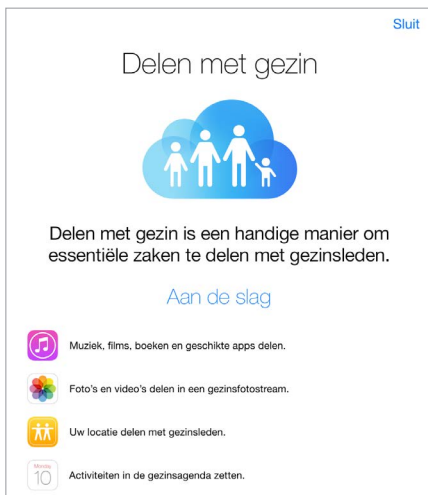 Sluit
Delen met gezin
Delen met gezin is een handige manier om
essentiële zaken te delen met gezinsleden.
Aan de slag
Muziek, films, boeken en geschikte apps delen.
Foto's en video's delen in een gezinsfotostream.
Uw locatie delen met gezinsleden.
Monday
10
Activiteiten in de gezinsagenda zetten.